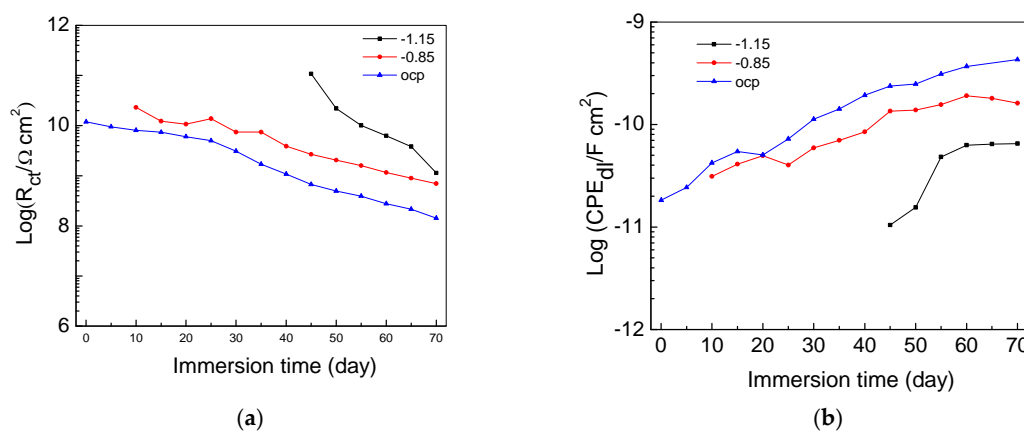 12
10
8
6
Log(R_ct/Ω cm²)
-1.15
-0.85
ocp
0 10 20 30 40 50 60 70
Immersion time (day)
(a)
-9
-10
-11
-12
Log (CPE_dl/F cm²)
-1.15
-0.85
ocp
0 10 20 30 40 50 60 70
Immersion time (day)
(b)